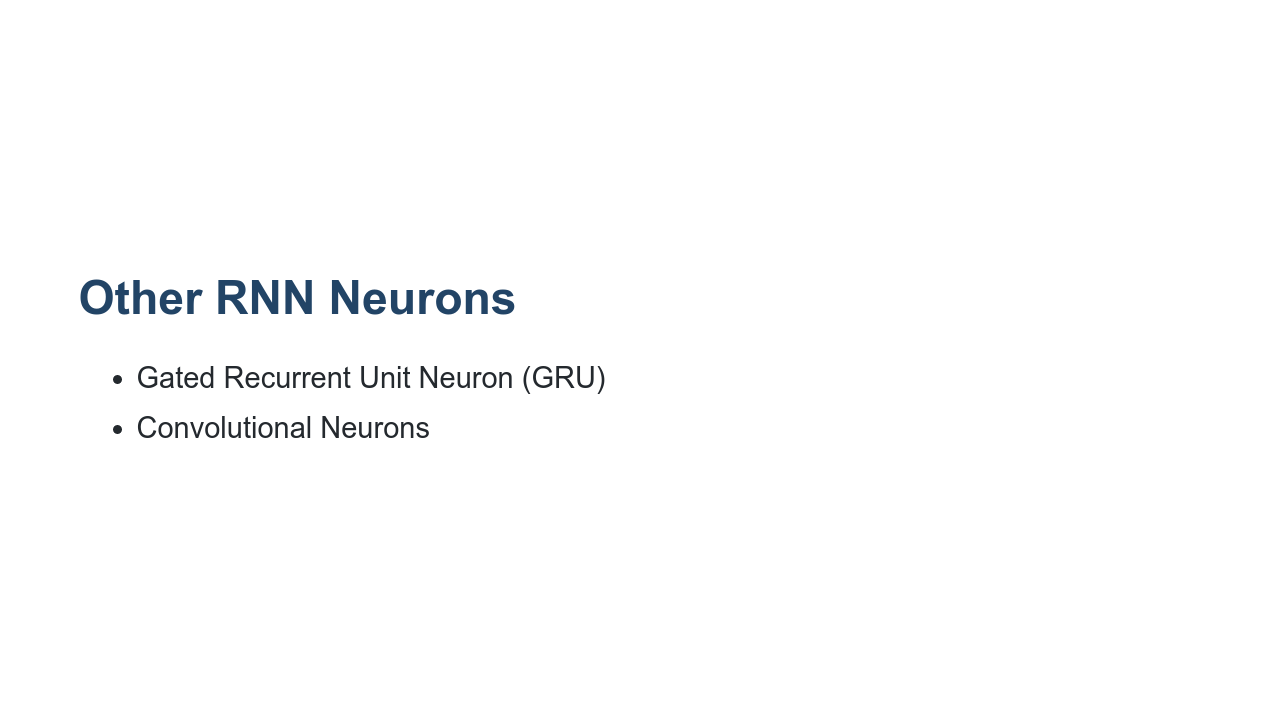 Other RNN Neurons
• Gated Recurrent Unit Neuron (GRU)
• Convolutional Neurons